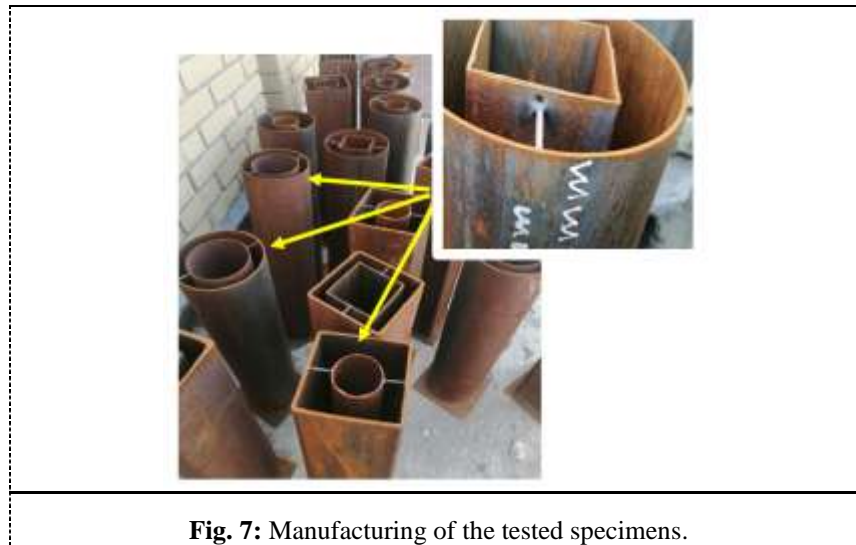 Fig. 7: Manufacturing of the tested specimens.